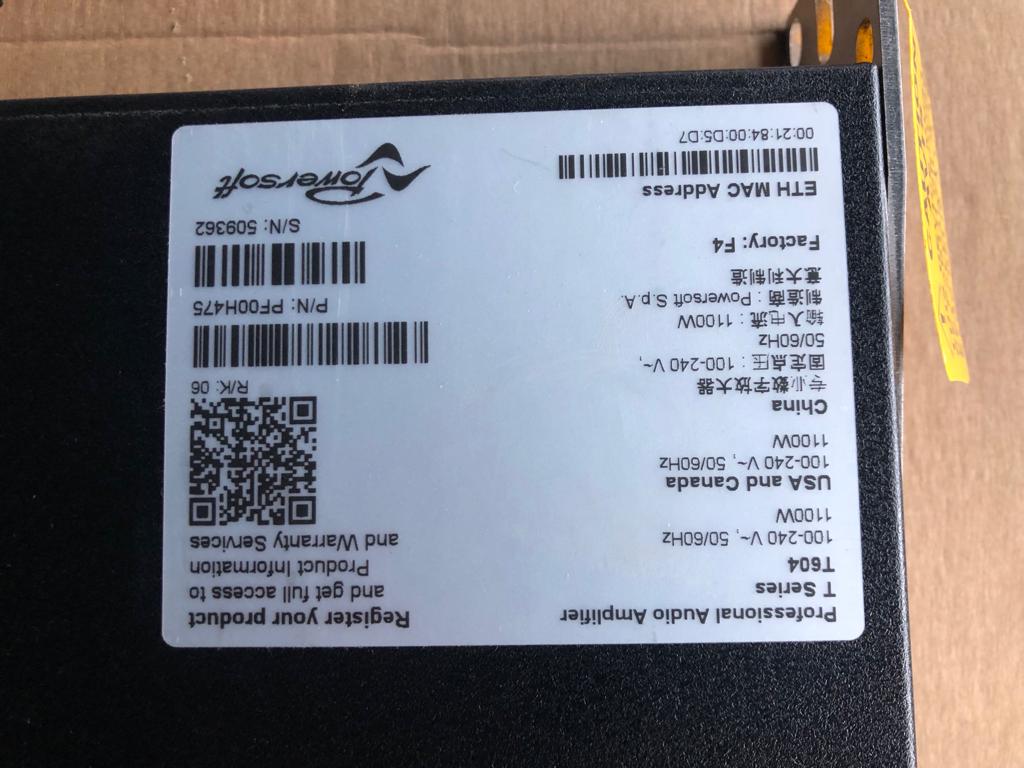 Professional Audio Amplifier
T Series
T604
100-240 V~, 50/60Hz
1100W
USA and Canada
100-240 V~, 50/60Hz
1100W
China
专业数字放大器
固定点压：100-240 V~,
50/60Hz
输入电流：1100W
制造商：Powersoft S.p.A.
意大利制造
Factory: F4
ETH MAC Address
00:21:84:00:D5:D7
Register your product
and get full access to
Product Information
and Warranty Services
R/K: 06
P/N: PF00H475
S/N: 509362
Powersoft